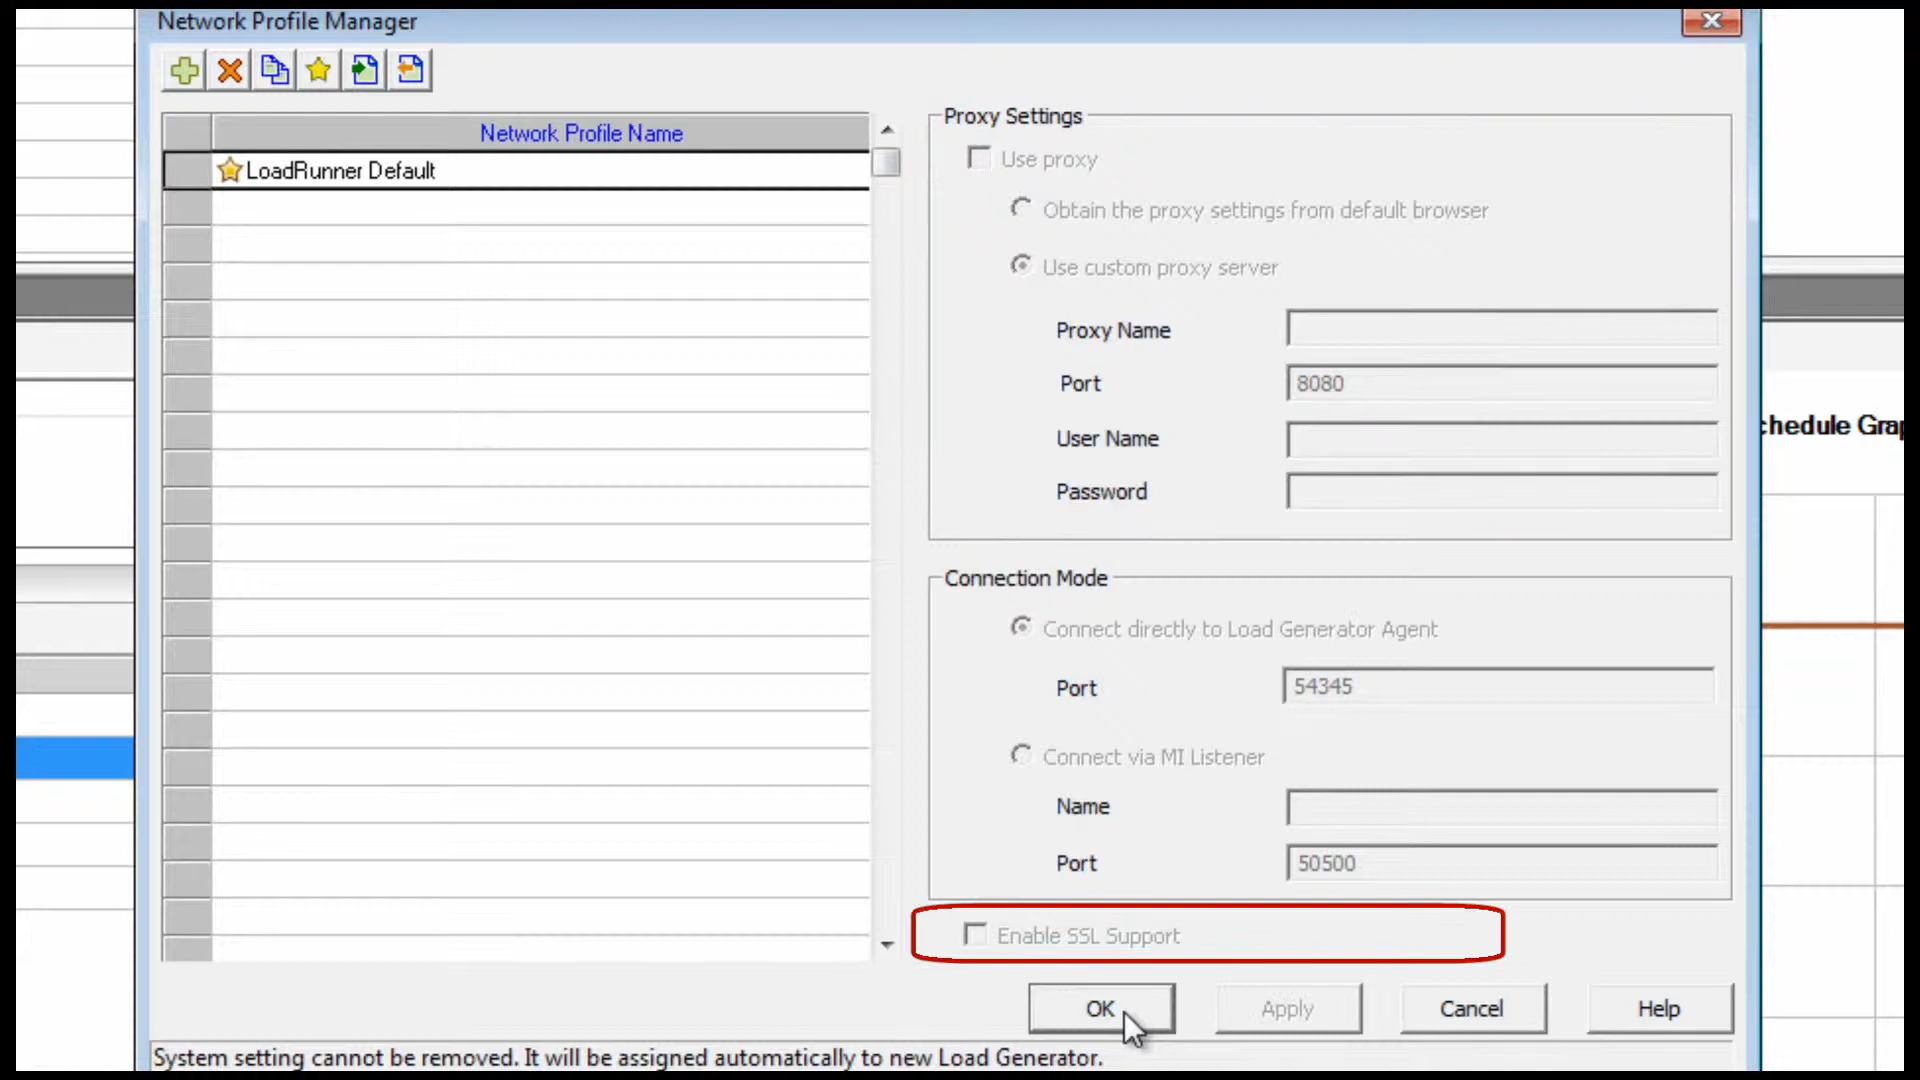 Network Profile Manager
Network Profile Name
LoadRunner Default
Proxy Settings
Use proxy
Obtain the proxy settings from default browser
Use custom proxy server
Proxy Name
Port 8080
User Name
Password
Connection Mode
Connect directly to Load Generator Agent
Port 54345
Connect via MI Listener
Name
Port 50500
Enable SSL Support
OK Apply Cancel Help
System setting cannot be removed. It will be assigned automatically to new Load Generator.
chedule Grap